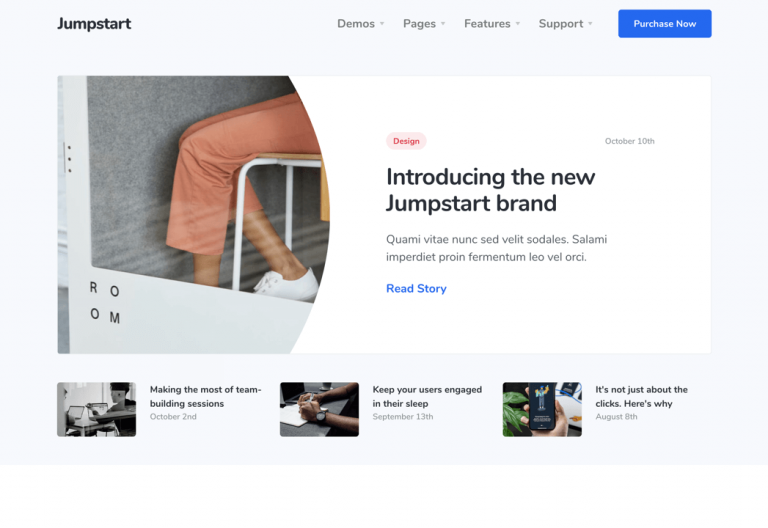 Jumpstart
Demos Pages Features Support Purchase Now
Design October 10th
Introducing the new
Jumpstart brand
Quami vitae nunc sed velit sodales. Salami
imperdiet proin fermentum leo vel orci.
Read Story
R O
O M
Making the most of team-
building sessions
October 2nd
Keep your users engaged
in their sleep
September 13th
It's not just about the
clicks. Here's why
August 8th